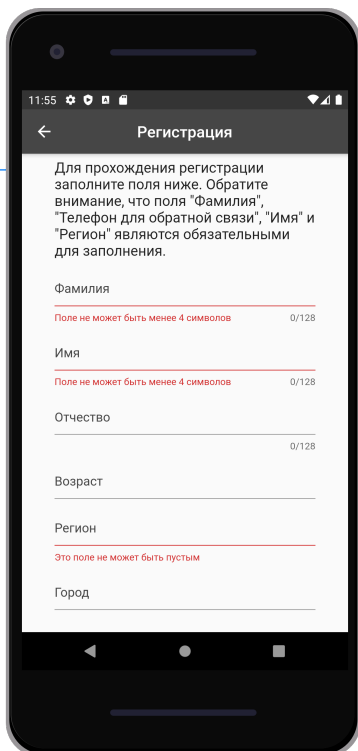 11:55
Регистрация
Для прохождения регистрации
заполните поля ниже. Обратите
внимание, что поля "Фамилия",
"Телефон для обратной связи", "Имя" и
"Регион" являются обязательными
для заполнения.
Фамилия
Поле не может быть менее 4 символов 0/128
Имя
Поле не может быть менее 4 символов 0/128
Отчество
0/128
Возраст
Регион
Это поле не может быть пустым
Город